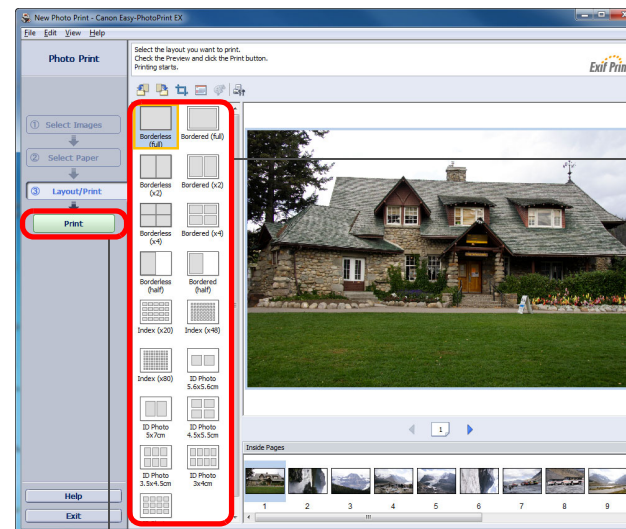 New Photo Print - Canon Easy-PhotoPrint EX
File Edit View Help
Photo Print
Select the layout you want to print.
Check the Preview and click the Print button.
Printing starts.
Exif Prin
① Select Images
② Select Paper
③ Layout/Print
Print
Borderless (full)
Bordered (full)
Borderless (x2)
Bordered (x2)
Borderless (x4)
Bordered (x4)
Borderless (half)
Bordered (half)
Index (x20)
Index (x48)
Index (x80)
ID Photo 5.6x5.6cm
ID Photo 5x7cm
ID Photo 4.5x5.5cm
ID Photo 3.5x4.5cm
ID Photo 3x4cm
1
Inside Pages
1 2 3 4 5 6 7 8 9
Help
Exit